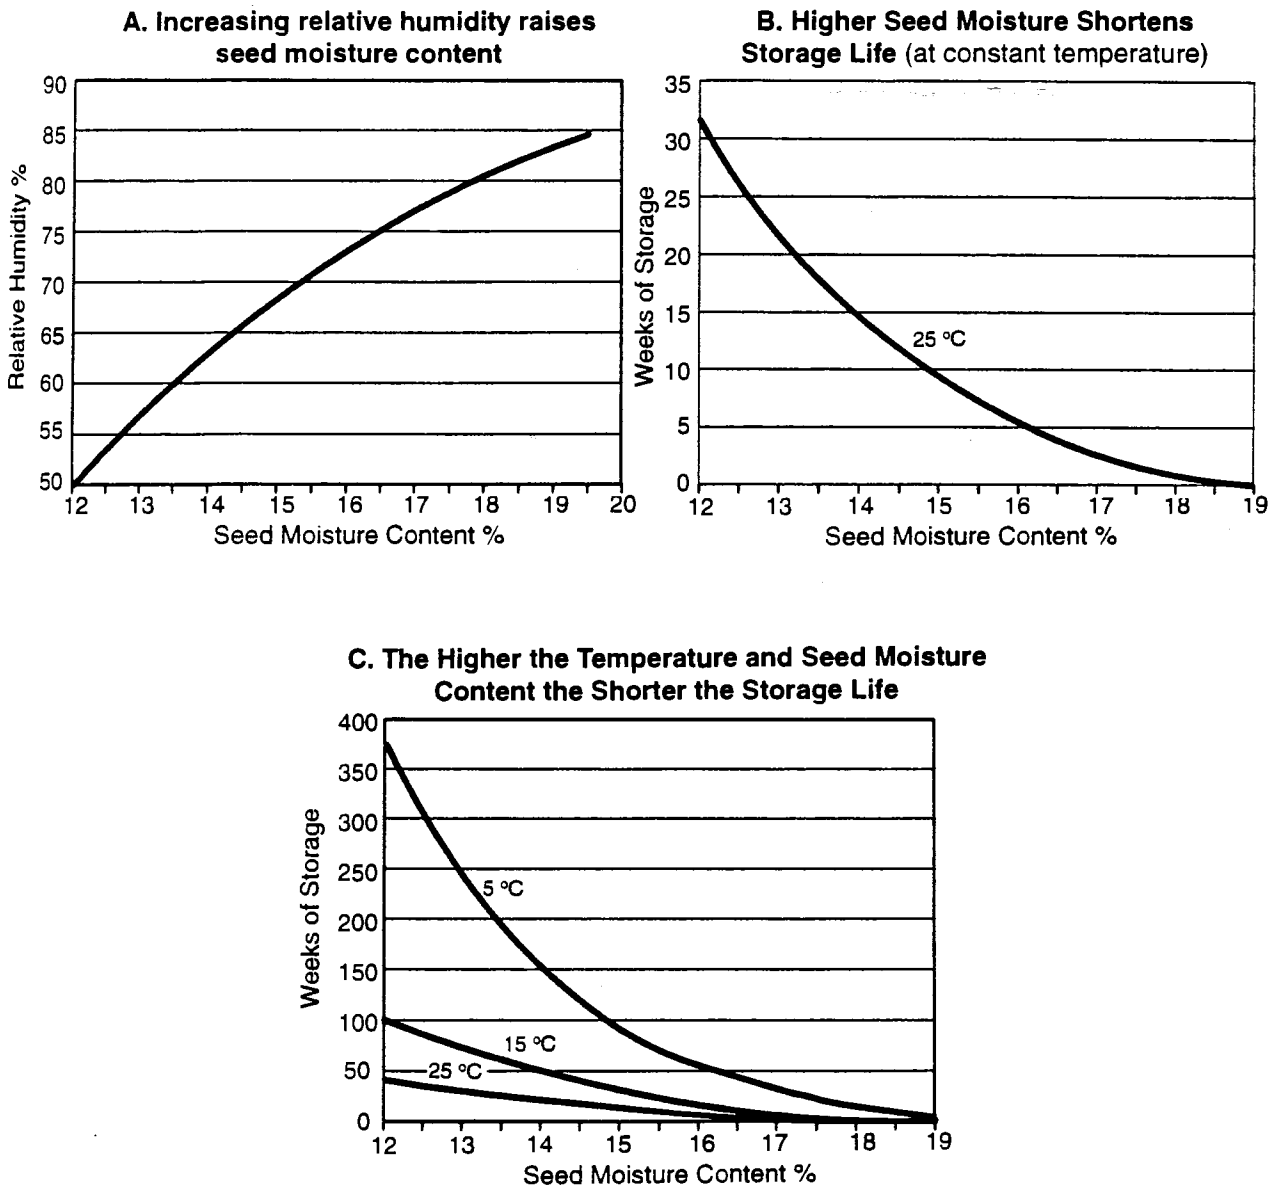 A. Increasing relative humidity raises
seed moisture content
90
85
80
75
70
65
60
55
50
Relative Humidity %
12 13 14 15 16 17 18 19 20
Seed Moisture Content %
B. Higher Seed Moisture Shortens
Storage Life (at constant temperature)
35
30
25
20
15
10
5
0
Weeks of Storage
25 ºC
12 13 14 15 16 17 18 19
Seed Moisture Content %
C. The Higher the Temperature and Seed Moisture
Content the Shorter the Storage Life
400
350
300
250
200
150
100
50
0
Weeks of Storage
5 ºC
15 ºC
25 ºC
12 13 14 15 16 17 18 19
Seed Moisture Content %